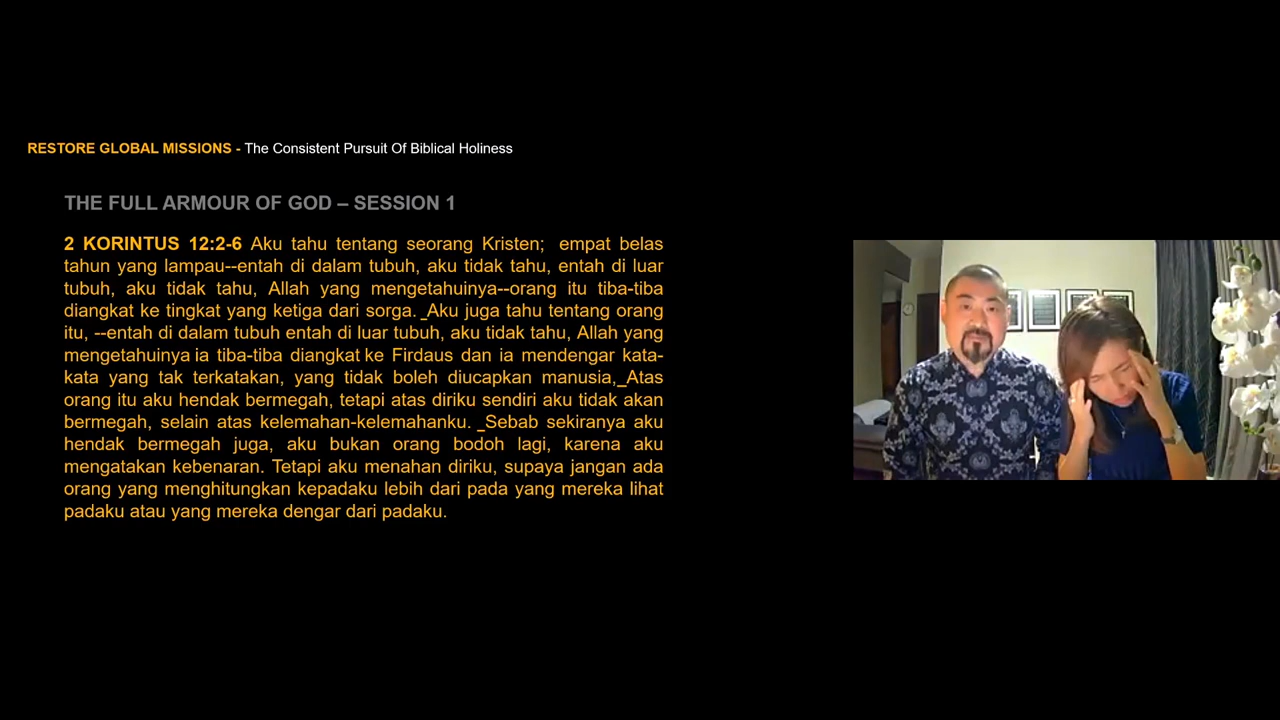 RESTORE GLOBAL MISSIONS - The Consistent Pursuit Of Biblical Holiness
THE FULL ARMOUR OF GOD – SESSION 1
2 KORINTUS 12:2-6 Aku tahu tentang seorang Kristen; empat belas
tahun yang lampau--entah di dalam tubuh, aku tidak tahu, entah di luar
tubuh, aku tidak tahu, Allah yang mengetahuinya--orang itu tiba-tiba
diangkat ke tingkat yang ketiga dari sorga. _Aku juga tahu tentang orang
itu, --entah di dalam tubuh entah di luar tubuh, aku tidak tahu, Allah yang
mengetahuinya ia tiba-tiba diangkat ke Firdaus dan ia mendengar kata-
kata yang tak terkatakan, yang tidak boleh diucapkan manusia,_Atas
orang itu aku hendak bermegah, tetapi atas diriku sendiri aku tidak akan
bermegah, selain atas kelemahan-kelemahanku. _Sebab sekiranya aku
hendak bermegah juga, aku bukan orang bodoh lagi, karena aku
mengatakan kebenaran. Tetapi aku menahan diriku, supaya jangan ada
orang yang menghitungkan kepadaku lebih dari pada yang mereka lihat
padaku atau yang mereka dengar dari padaku.